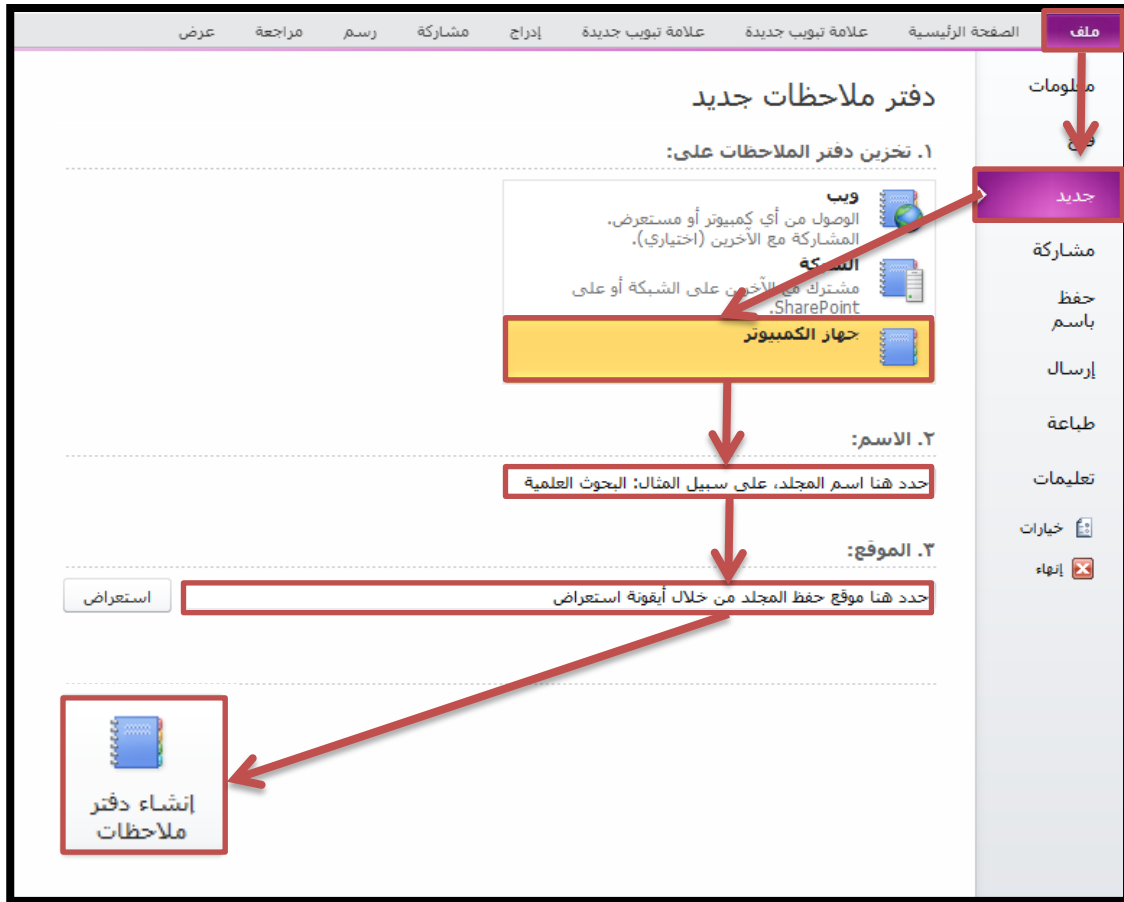 ملف الصفحة الرئيسية علامة تبويب جديدة علامة تبويب جديدة إدراج مشاركة رسم مراجعة عرض
معلومات
جديد
مشاركة
حفظ
باسم
إرسال
طباعة
تعليمات
خيارات
إنهاء
دفتر ملاحظات جديد
١. تخزين دفتر الملاحظات على:
ويب
الوصول من أي كمبيوتر أو مستعرض.
المشاركة مع الآخرين (اختياري).
الشبكة
مشترك مع الآخرين على الشبكة أو على
SharePoint.
جهاز الكمبيوتر
٢. الاسم:
حدد هنا اسم المجلد، على سبيل المثال: البحوث العلمية
٣. الموقع:
حدد هنا موقع حفظ المجلد من خلال أيقونة استعراض
استعراض
إنشاء دفتر
ملاحظات